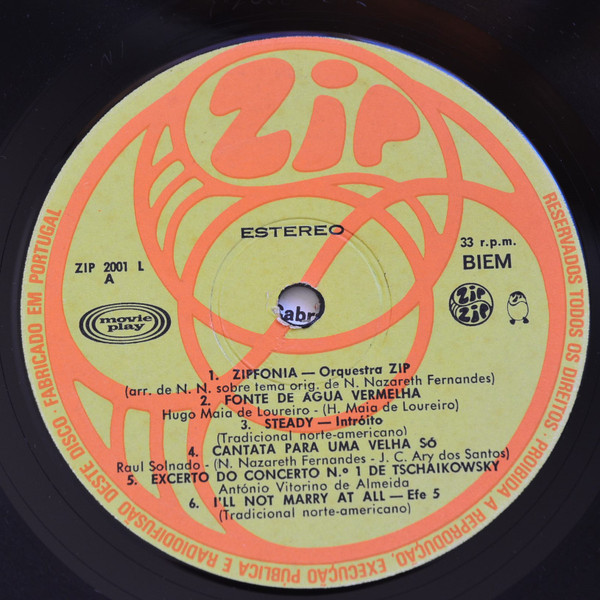 zip
ESTEREO
ZIP 2001 L
A
movie
play
33 r.p.m.
BIEM
zip
zip
1. ZIPFONIA — Orquestra ZIP
(arr. de N. N. sobre tema orig. de N. Nazareth Fernandes)
2. FONTE DE ÁGUA VERMELHA
Hugo Maia de Loureiro - (H. Maia de Loureiro)
3. STEADY — Intróito
(Tradicional norte-americano)
4. CANTATA PARA UMA VELHA SÓ
Raul Solnado - (N. Nazareth Fernandes - J. C. Ary dos Santos)
5. EXCERTO DO CONCERTO N.º 1 DE TSCHAIKOWSKY
António Vitorino de Almeida
6. I'LL NOT MARRY AT ALL — Efe 5
(Tradicional norte-americano)
RESERVADOS TODOS OS DIREITOS · PROIBIDA A REPRODUÇÃO, EXECUÇÃO PÚBLICA E RADIODIFUSÃO DESTE DISCO · FABRICADO EM PORTUGAL